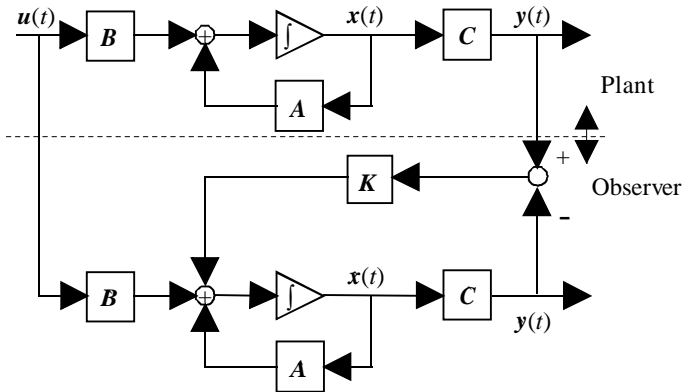 u(t) B + ∫ x(t) C y(t)
A
Plant
+
Observer
K
-
B + ∫ x(t) C
y(t)
A